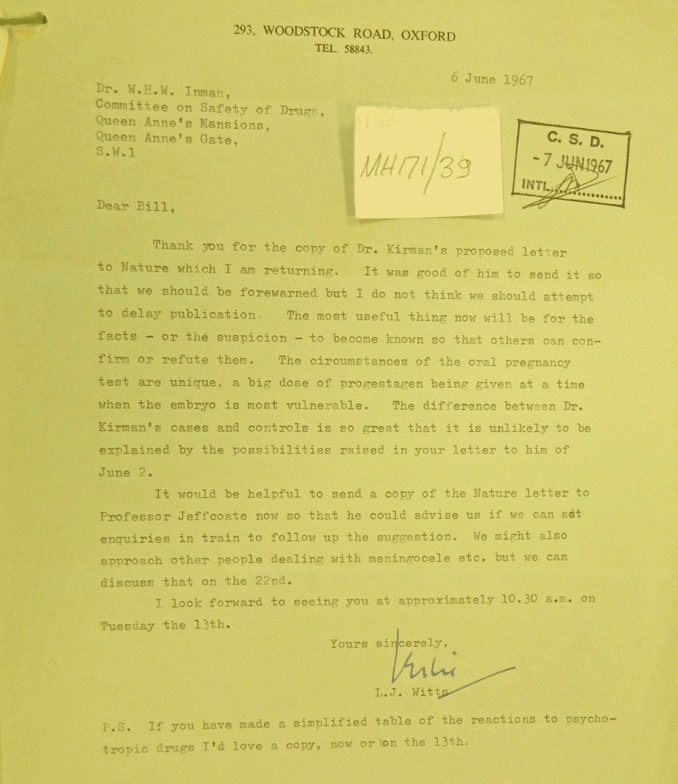 293, WOODSTOCK ROAD, OXFORD
TEL. 58843.
6 June 1967
Dr. W.H.W. Inman,
Committee on Safety of Drugs,
Queen Anne's Mansions,
Queen Anne's Gate,
S.W.1
MH171/39
C. S. D.
-7 JUN 1967
INTL.
Dear Bill,
Thank you for the copy of Dr. Kirman's proposed letter
to Nature which I am returning. It was good of him to send it so
that we should be forewarned but I do not think we should attempt
to delay publication. The most useful thing now will be for the
facts - or the suspicion - to become known so that others can con-
firm or refute them. The circumstances of the oral pregnancy
test are unique, a big dose of progestagen being given at a time
when the embryo is most vulnerable. The difference between Dr.
Kirman's cases and controls is so great that it is unlikely to be
explained by the possibilities raised in your letter to him of
June 2.
It would be helpful to send a copy of the Nature letter to
Professor Jeffcoate now so that he could advise us if we can set
enquiries in train to follow up the suggestion. We might also
approach other people dealing with meningocele etc. but we can
discuss that on the 22nd.
I look forward to seeing you at approximately 10.30 a.m. on
Tuesday the 13th.
Yours sincerely,
Leslie
L.J. Witts
P.S. If you have made a simplified table of the reactions to psycho-
tropic drugs I'd love a copy, now or on the 13th.